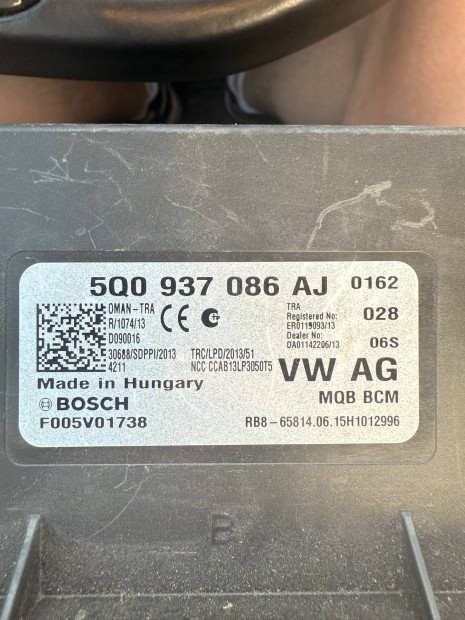 5Q0 937 086 AJ 0162
OMAN-TRA
R/1074/13
D090016
30688/SDPPI/2013
4211
CE
TRC/LPD/2013/51
NCC CCAB13LP3050T5
TRA
Registered No:
ER0119093/13
Dealer No:
DA01142206/13
028
06S
VW AG
Made in Hungary
MQB BCM
BOSCH
F005V01738
RB8-65814.06.15H1012996
B